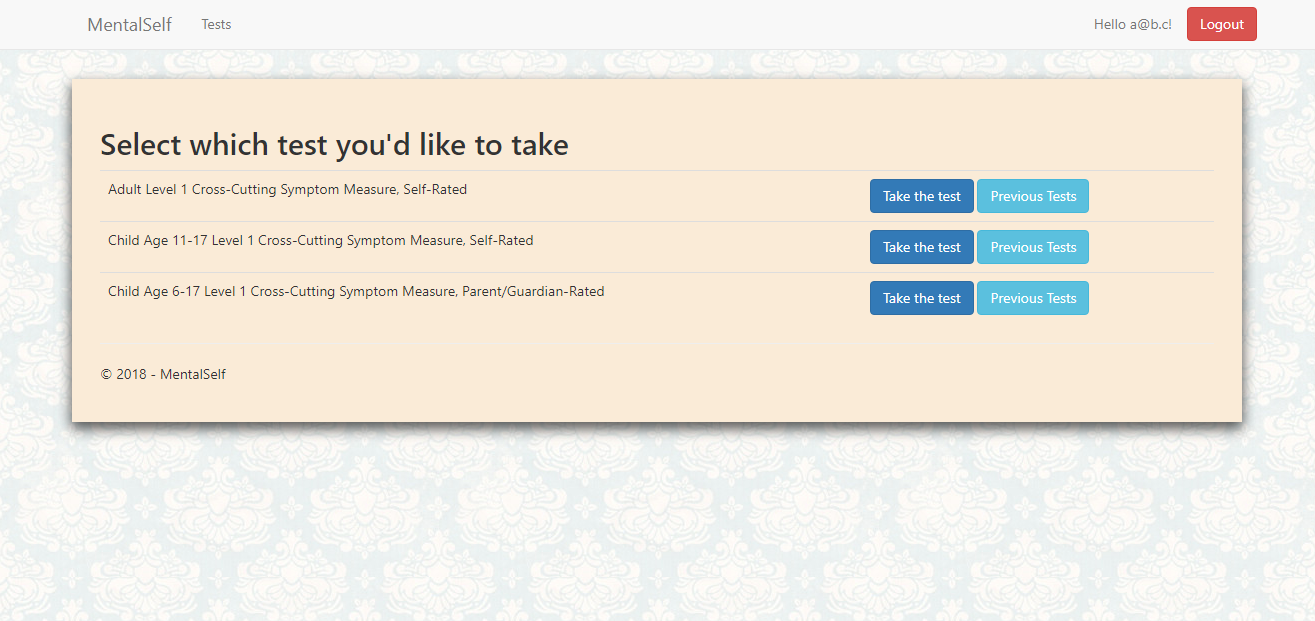 MentalSelf Tests Hello a@b.c! Logout
Select which test you'd like to take
Adult Level 1 Cross-Cutting Symptom Measure, Self-Rated Take the test Previous Tests
Child Age 11-17 Level 1 Cross-Cutting Symptom Measure, Self-Rated Take the test Previous Tests
Child Age 6-17 Level 1 Cross-Cutting Symptom Measure, Parent/Guardian-Rated Take the test Previous Tests
© 2018 - MentalSelf